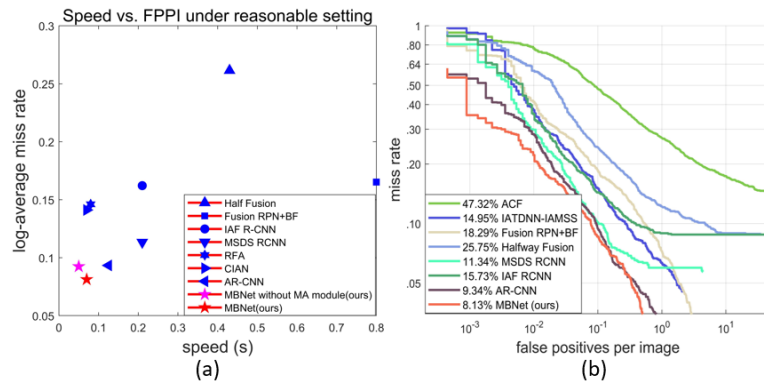 Speed vs. FPPI under reasonable setting
log-average miss rate
0.3
0.25
0.2
0.15
0.1
0.05
0
0.1
0.2
0.3
0.4
0.5
0.6
0.7
0.8
speed (s)
Half Fusion
Fusion RPN+BF
IAF R-CNN
MSDS RCNN
RFA
CIAN
AR-CNN
MBNet without MA module(ours)
MBNet(ours)
(a)
miss rate
1
.80
.64
.50
.40
.30
.20
.10
.05
10^-3
10^-2
10^-1
10^0
10^1
false positives per image
47.32% ACF
14.95% IATDNN-IAMSS
18.29% Fusion RPN+BF
25.75% Halfway Fusion
11.34% MSDS RCNN
15.73% IAF RCNN
9.34% AR-CNN
8.13% MBNet (ours)
(b)